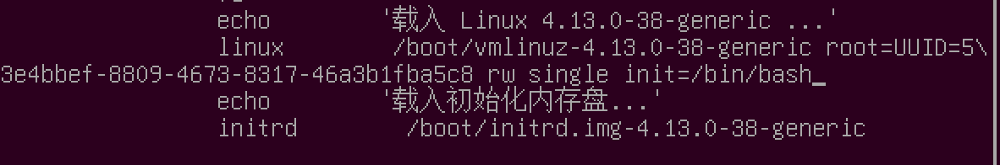 echo '载入 Linux 4.13.0-38-generic ...'
linux /boot/vmlinuz-4.13.0-38-generic root=UUID=5\
3e4bbef-8809-4673-8317-46a3b1fba5c8 rw single init=/bin/bash_
echo '载入初始化内存盘...'
initrd /boot/initrd.img-4.13.0-38-generic